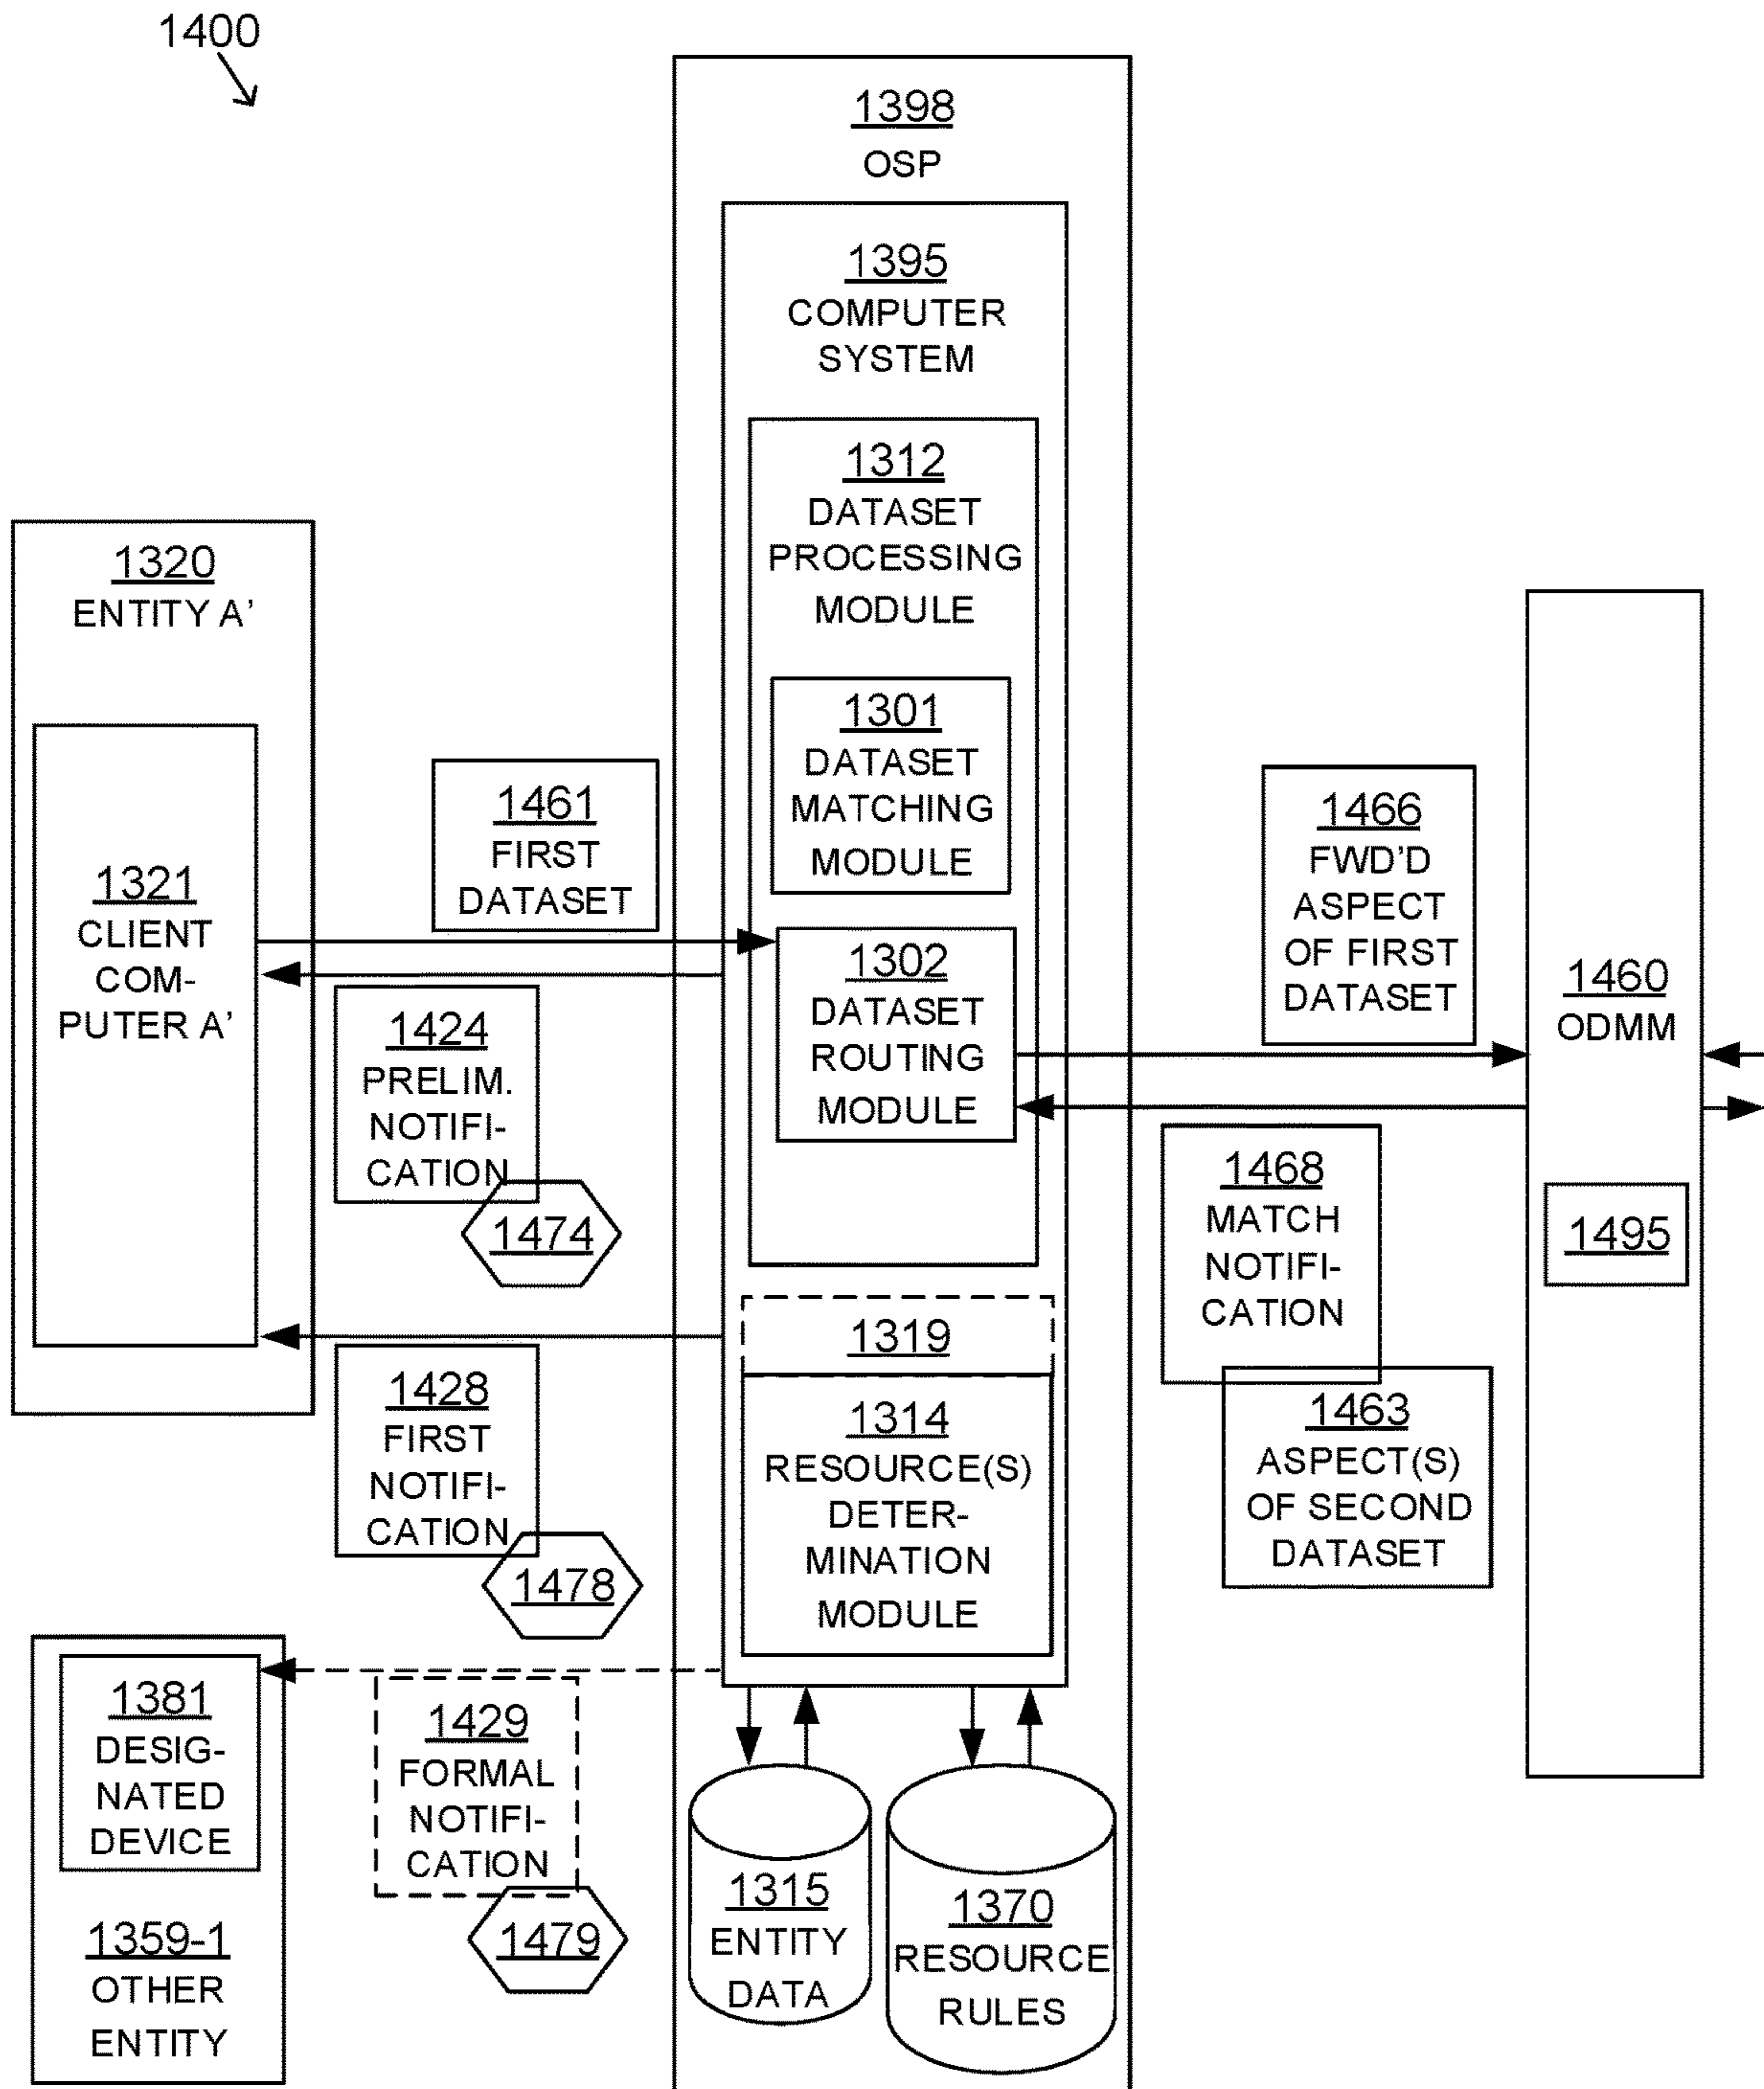 1400
1398
OSP
1395
COMPUTER
SYSTEM
1312
DATASET
PROCESSING
MODULE
1301
DATASET
MATCHING
MODULE
1302
DATASET
ROUTING
MODULE
1319
1314
RESOURCE(S)
DETER-
MINATION
MODULE
1315
ENTITY
DATA
1370
RESOURCE
RULES
1320
ENTITY A’
1321
CLIENT
COM-
PUTER A’
1461
FIRST
DATASET
1424
PRELIM.
NOTIFI-
CATION
1474
1428
FIRST
NOTIFI-
CATION
1478
1381
DESIG-
NATED
DEVICE
1359-1
OTHER
ENTITY
1429
FORMAL
NOTIFI-
CATION
1479
1466
FWD’D
ASPECT
OF FIRST
DATASET
1468
MATCH
NOTIFI-
CATION
1463
ASPECT(S)
OF SECOND
DATASET
1460
ODMM
1495